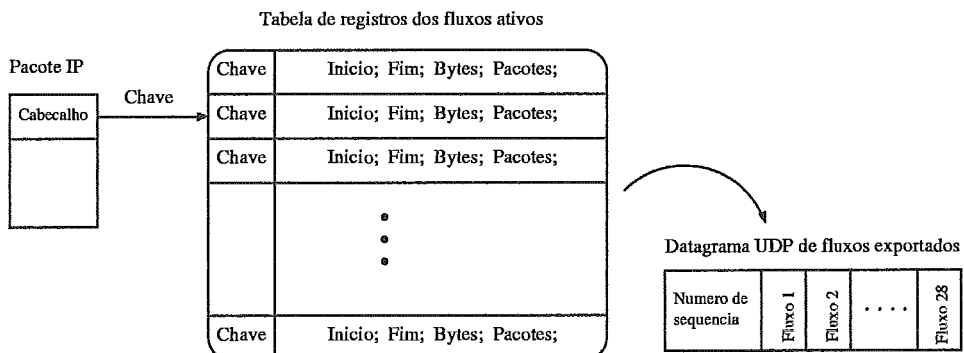 Tabela de registros dos fluxos ativos
Pacote IP
Cabecalho
Chave
Chave Inicio; Fim; Bytes; Pacotes;
Chave Inicio; Fim; Bytes; Pacotes;
Chave Inicio; Fim; Bytes; Pacotes;
Chave Inicio; Fim; Bytes; Pacotes;
Datagrama UDP de fluxos exportados
Numero de
sequencia
Fluxo 1
Fluxo 2
. . . .
Fluxo 28